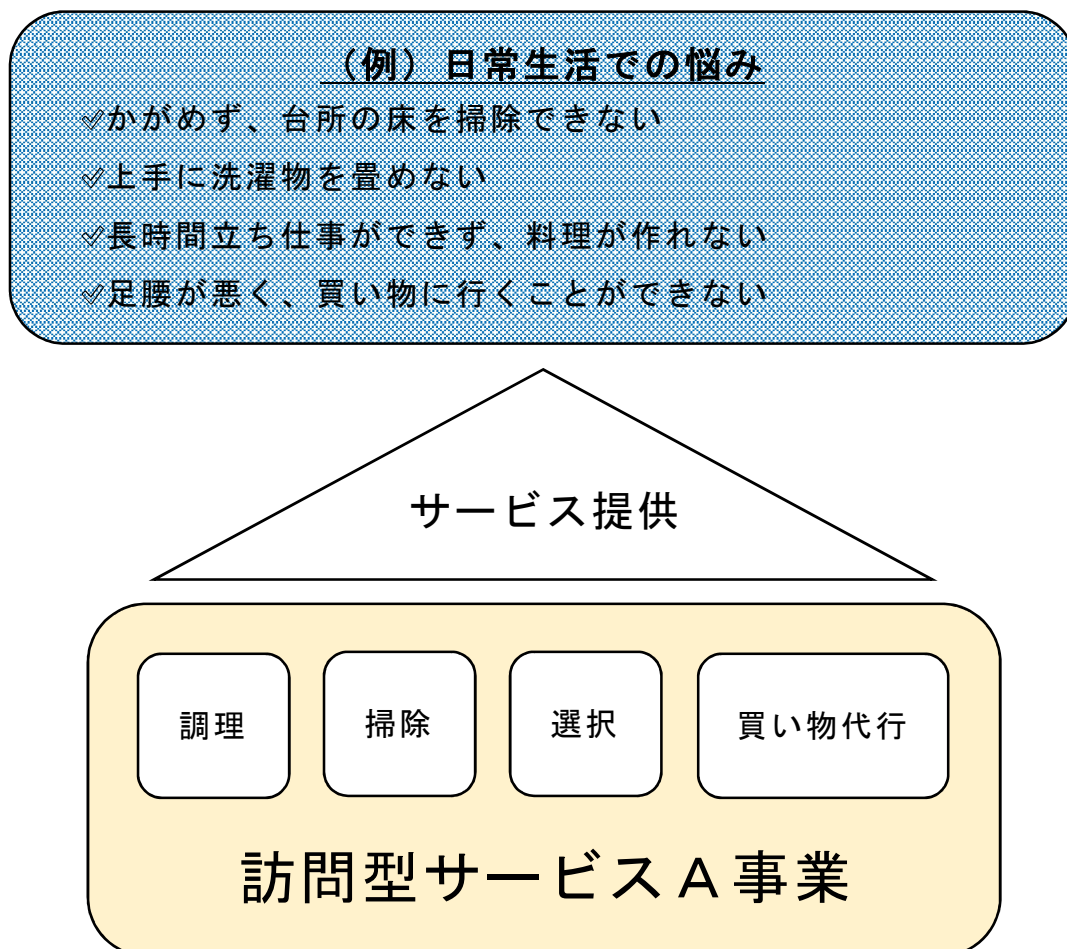 （例）日常生活での悩み
✓かがめず、台所の床を掃除できない
✓上手に洗濯物を畳めない
✓長時間立ち仕事ができず、料理が作れない
✓足腰が悪く、買い物に行くことができない
サービス提供
調理 掃除 選択 買い物代行
訪問型サービスＡ事業